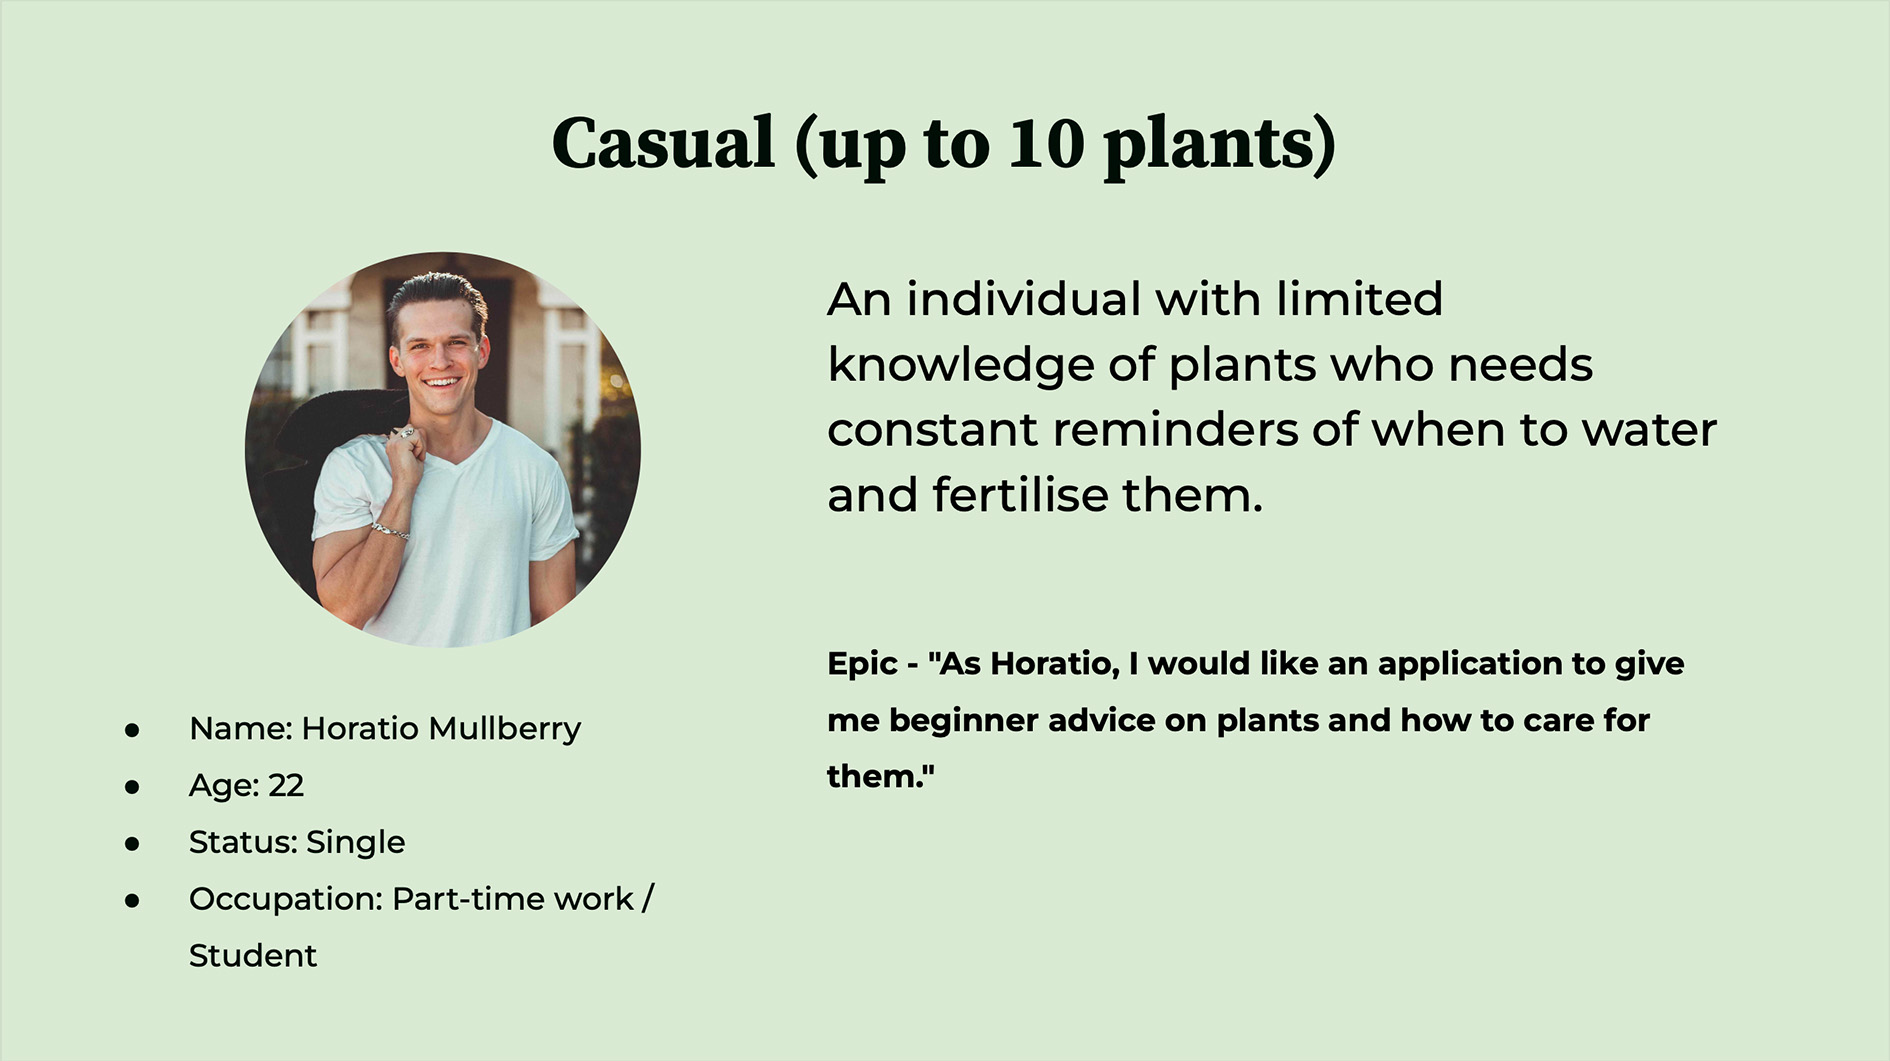 Casual (up to 10 plants)
An individual with limited
knowledge of plants who needs
constant reminders of when to water
and fertilise them.
Epic - "As Horatio, I would like an application to give
me beginner advice on plants and how to care for
them."
● Name: Horatio Mullberry
● Age: 22
● Status: Single
● Occupation: Part-time work /
Student